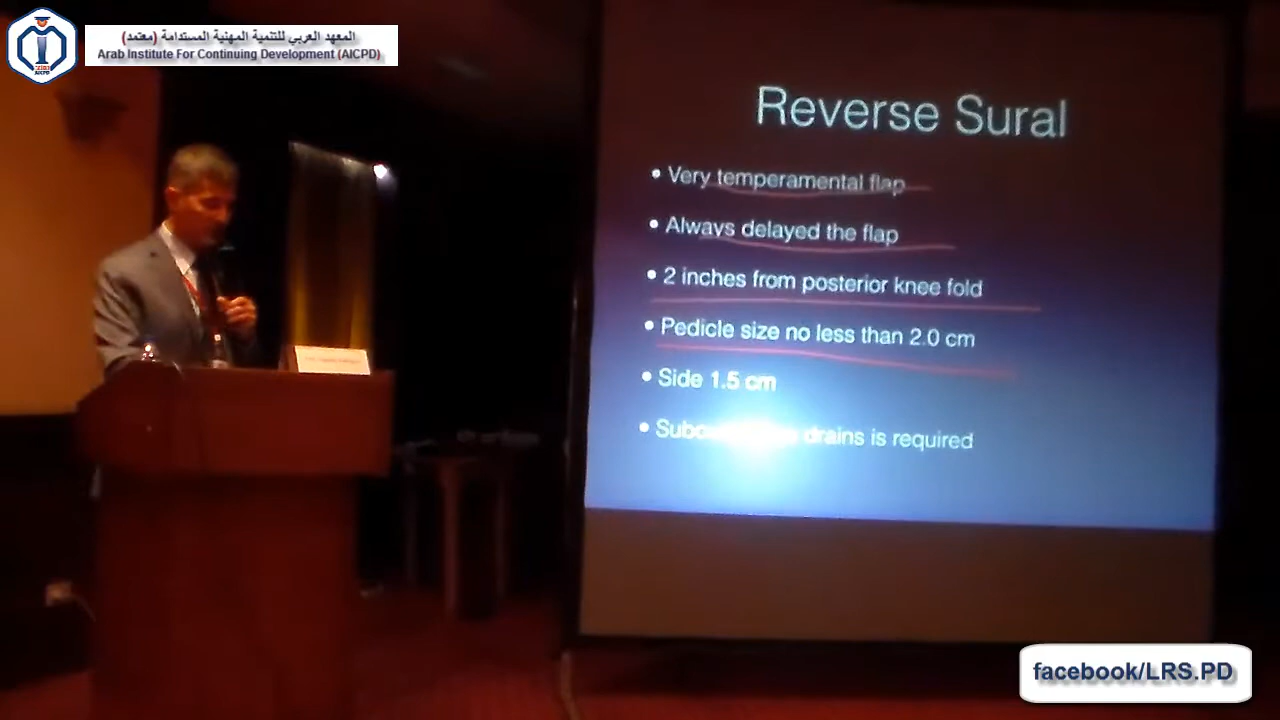 المعهد العربي للتنمية المهنية المستدامة (معتمد)
Arab Institute For Continuing Development (AICPD)
AICPD
Reverse Sural
• Very temperamental flap
• Always delayed the flap
• 2 inches from posterior knee fold
• Pedicle size no less than 2.0 cm
• Side 1.5 cm
• drains is required
facebook/LRS.PD